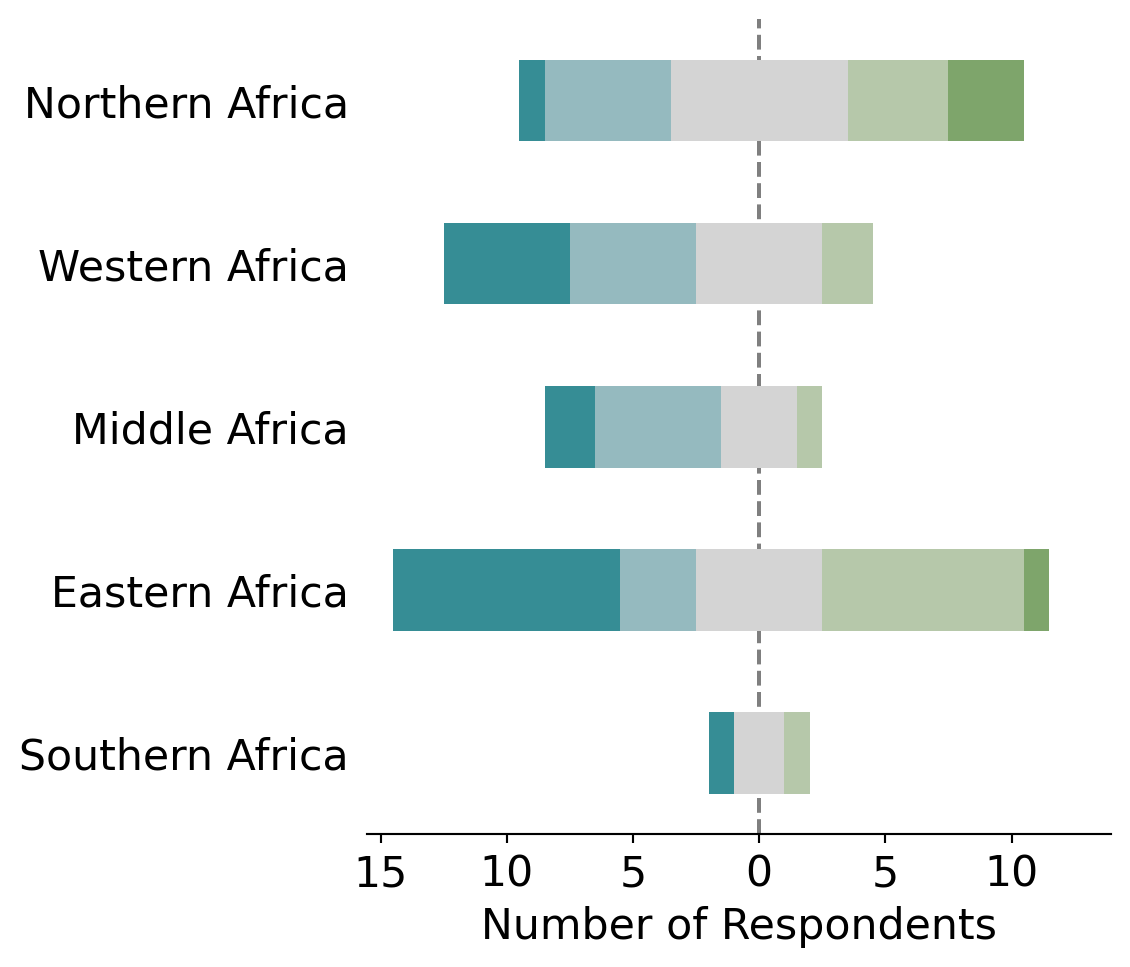 Northern Africa
Western Africa
Middle Africa
Eastern Africa
Southern Africa
15 10 5 0 5 10
Number of Respondents